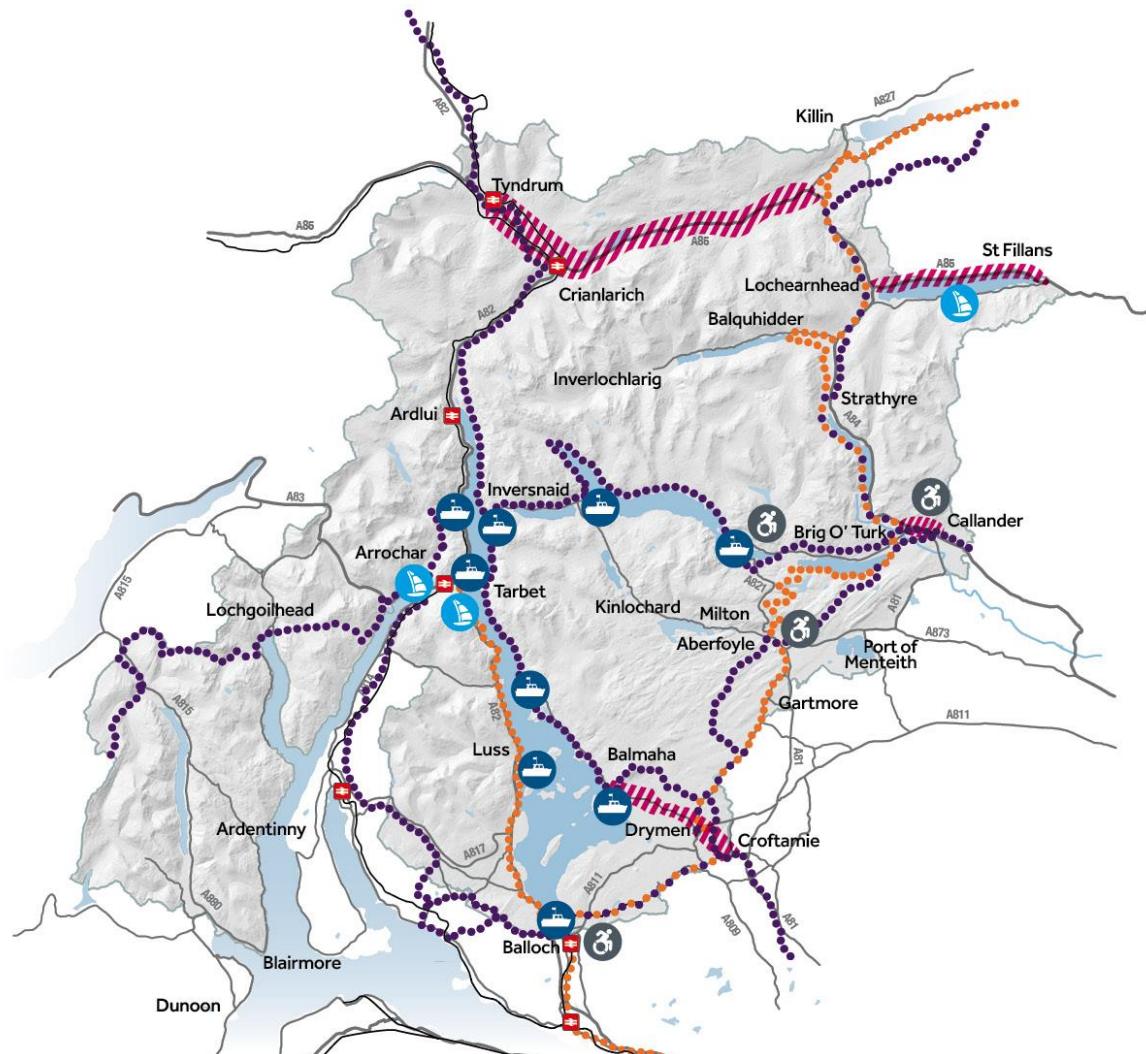 A827
Killin
A82
Tyndrum
A85
A85
St Fillans
A85
Lochearnhead
Crianlarich
Balquhidder
A82
Inverlochlarig
Strathyre
Ardlui
A84
A83
Inversnaid
Callander
Brig O' Turk
Arrochar
A821
A815
Tarbet
Kinlochard
Milton
A81
Lochgoilhead
Aberfoyle
Port of
Menteith
A873
A814
A815
A82
Gartmore
A811
Luss
Balmaha
A81
Ardentinny
Drymen
Croftamie
A817
A811
A880
A809
A81
Balloch
Blairmore
Dunoon